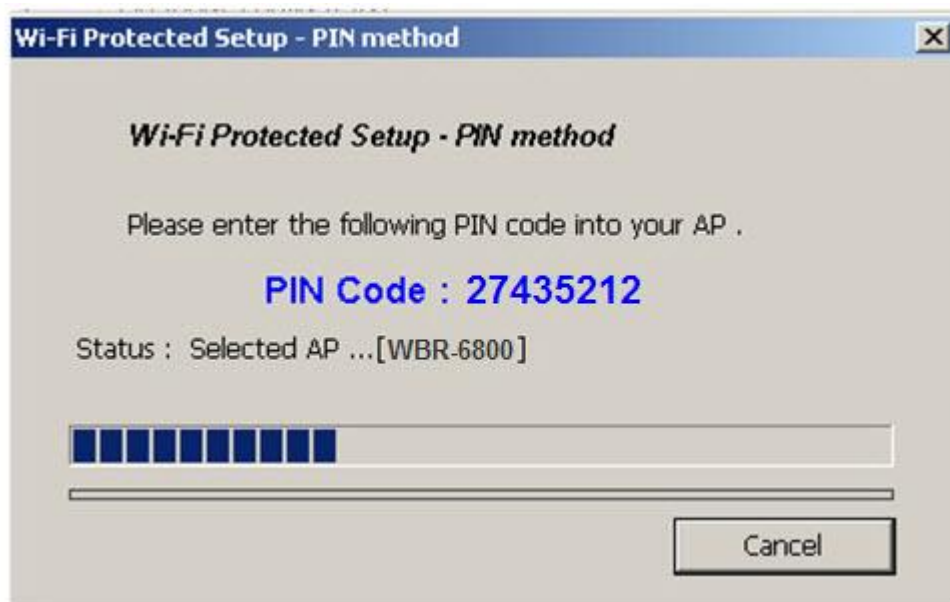 Wi-Fi Protected Setup - PIN method
Wi-Fi Protected Setup - PIN method
Please enter the following PIN code into your AP .
PIN Code : 27435212
Status : Selected AP ...[WBR-6800]
Cancel